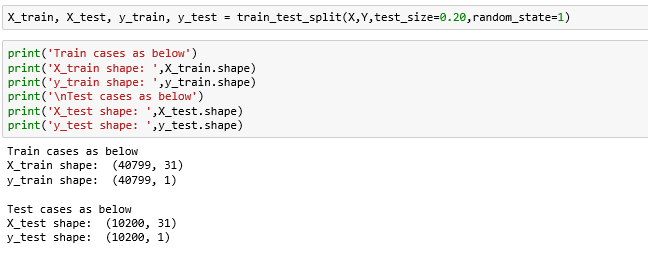 X_train, X_test, y_train, y_test = train_test_split(X,Y,test_size=0.20,random_state=1)
print('Train cases as below')
print('X_train shape: ',X_train.shape)
print('y_train shape: ',y_train.shape)
print('\nTest cases as below')
print('X_test shape: ',X_test.shape)
print('y_test shape: ',y_test.shape)
Train cases as below
X_train shape:  (40799, 31)
y_train shape:  (40799, 1)
Test cases as below
X_test shape:  (10200, 31)
y_test shape:  (10200, 1)